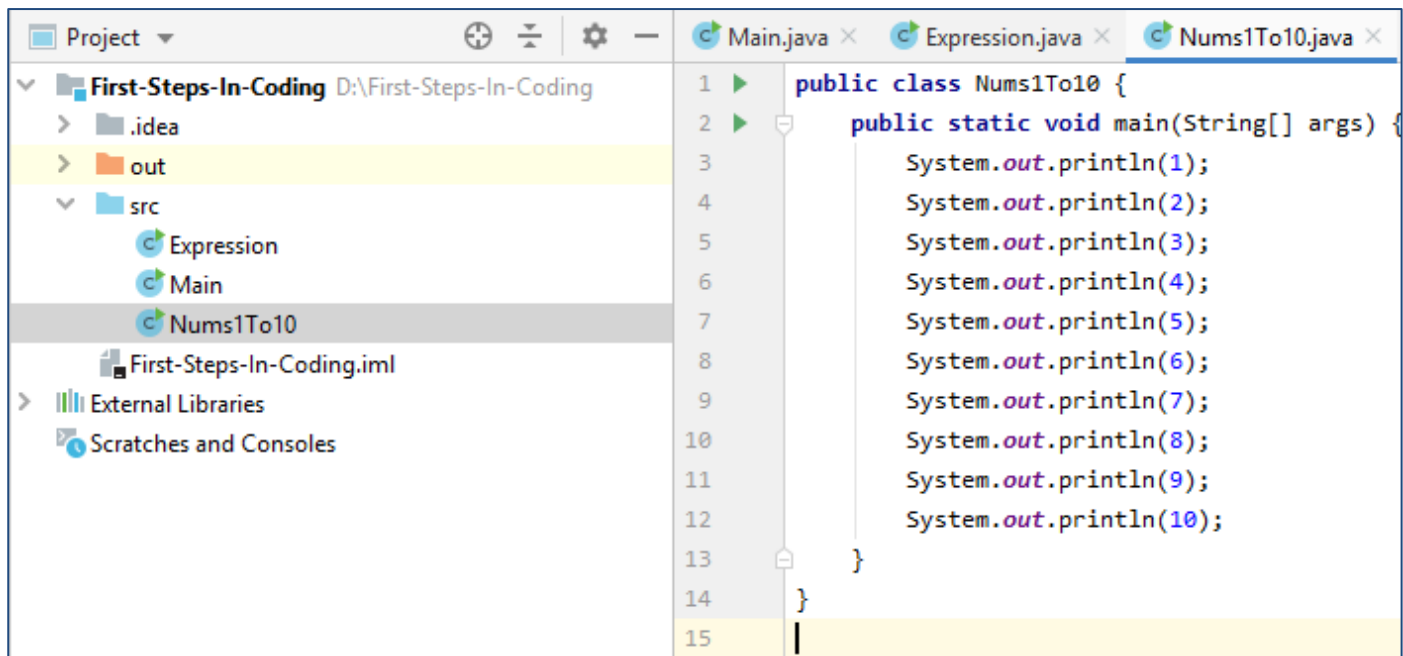 Project
First-Steps-In-Coding D:\First-Steps-In-Coding
.idea
out
src
Expression
Main
Nums1To10
First-Steps-In-Coding.iml
External Libraries
Scratches and Consoles
Main.java Expression.java Nums1To10.java
1 public class Nums1To10 {
2 public static void main(String[] args) {
3 System.out.println(1);
4 System.out.println(2);
5 System.out.println(3);
6 System.out.println(4);
7 System.out.println(5);
8 System.out.println(6);
9 System.out.println(7);
10 System.out.println(8);
11 System.out.println(9);
12 System.out.println(10);
13 }
14 }
15